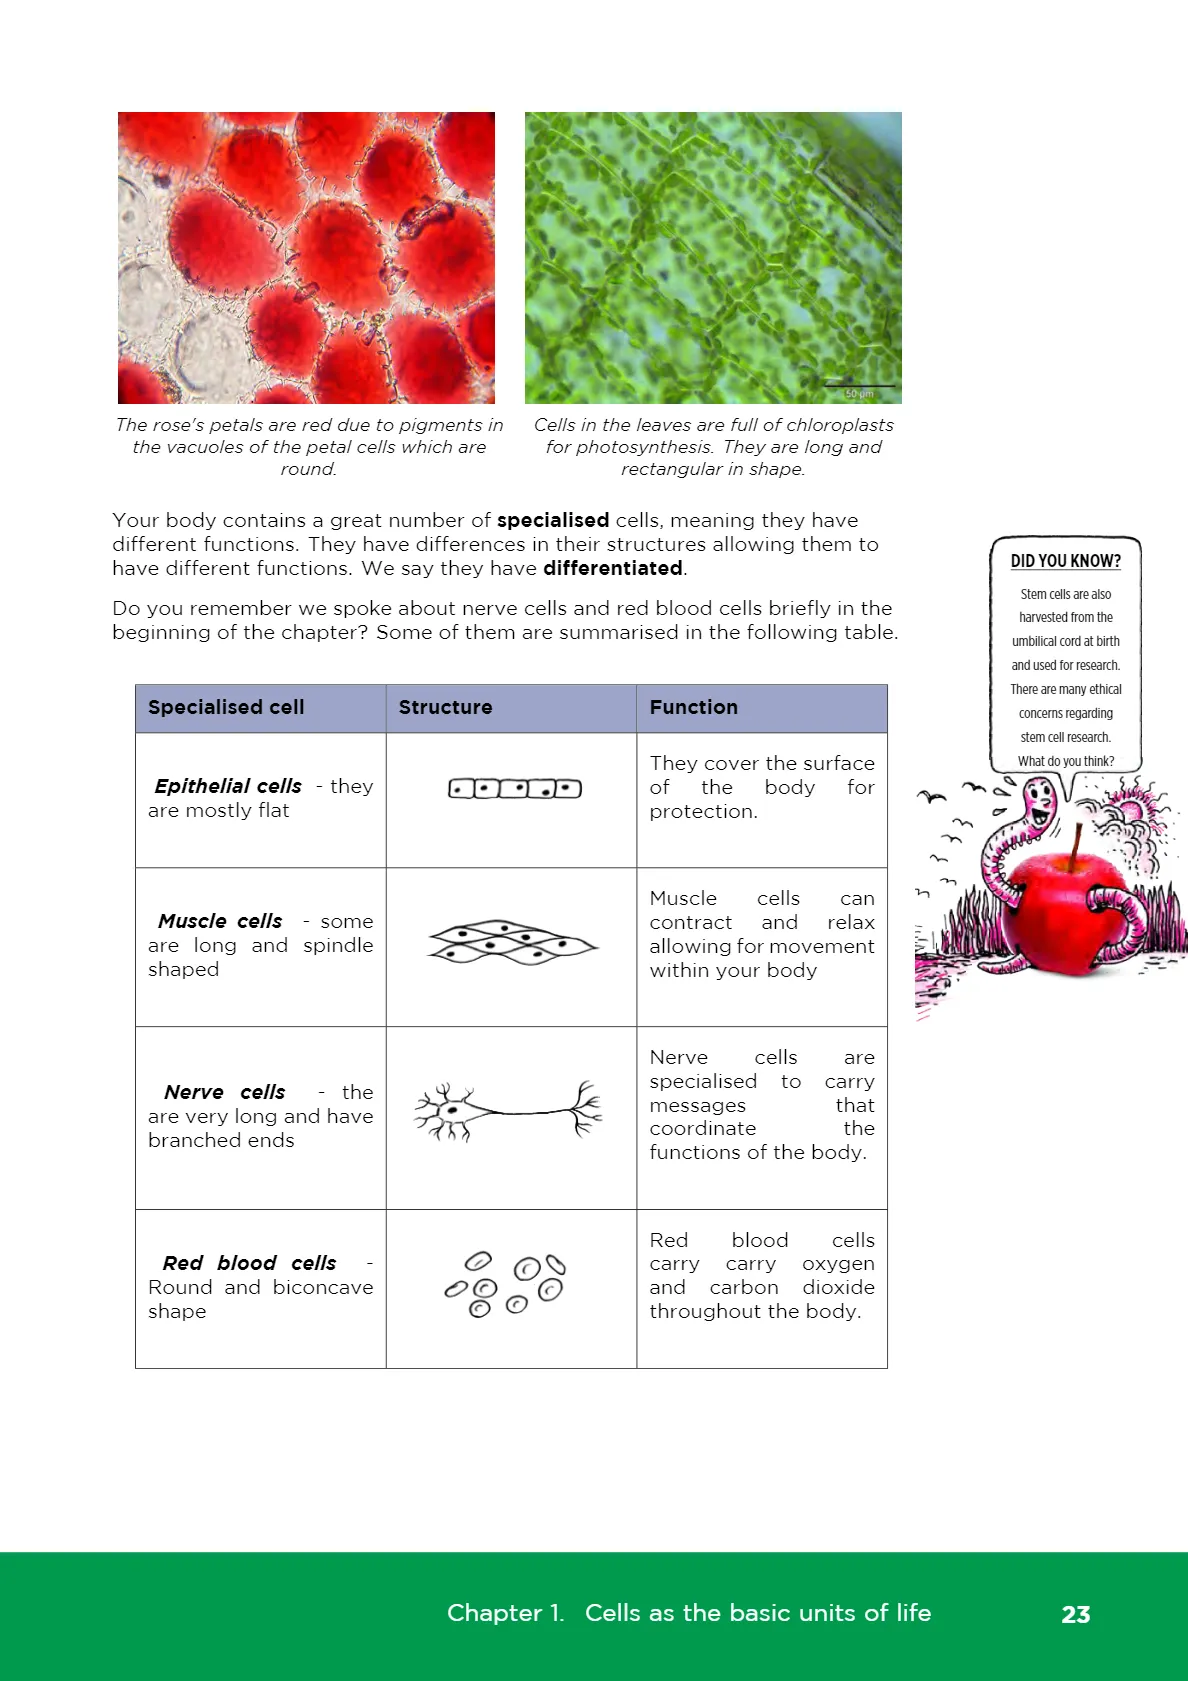 50 µm
The rose's petals are red due to pigments in
the vacuoles of the petal cells which are
round.
Cells in the leaves are full of chloroplasts
for photosynthesis. They are long and
rectangular in shape.
Your body contains a great number of specialised cells, meaning they have
different functions. They have differences in their structures allowing them to
have different functions. We say they have differentiated.
Do you remember we spoke about nerve cells and red blood cells briefly in the
beginning of the chapter? Some of them are summarised in the following table.
DID YOU KNOW?
Stem cells are also
harvested from the
umbilical cord at birth
and used for research.
There are many ethical
concerns regarding
stem cell research.
What do you think?
Specialised cell
Structure
Function
Epithelial cells - they
are mostly flat
They cover the surface
of the body for
protection.
Muscle cells - some
are long and spindle
shaped
Muscle cells can
contract and relax
allowing for movement
within your body
Nerve cells - the
are very long and have
branched ends
Nerve cells are
specialised to carry
messages that
coordinate the
functions of the body.
Red blood cells -
Round and biconcave
shape
Red blood cells
carry carry oxygen
and carbon dioxide
throughout the body.
Chapter 1. Cells as the basic units of life
23